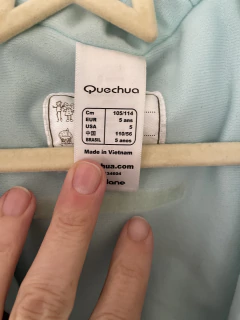 Quechua
Cm 105/114
EUR 5 ans
USA 5
中国 110/56
BRASIL 5 anos
Made in Vietnam